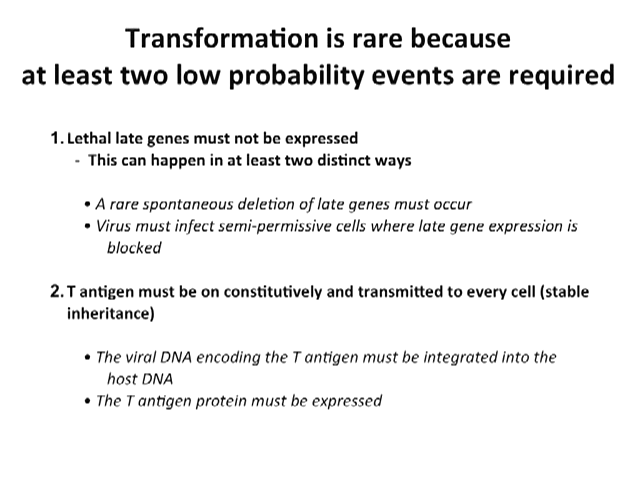 Transformation is rare because
at least two low probability events are required
1. Lethal late genes must not be expressed
- This can happen in at least two distinct ways
• A rare spontaneous deletion of late genes must occur
• Virus must infect semi-permissive cells where late gene expression is
blocked
2. T antigen must be on constitutively and transmitted to every cell (stable
inheritance)
• The viral DNA encoding the T antigen must be integrated into the
host DNA
• The T antigen protein must be expressed